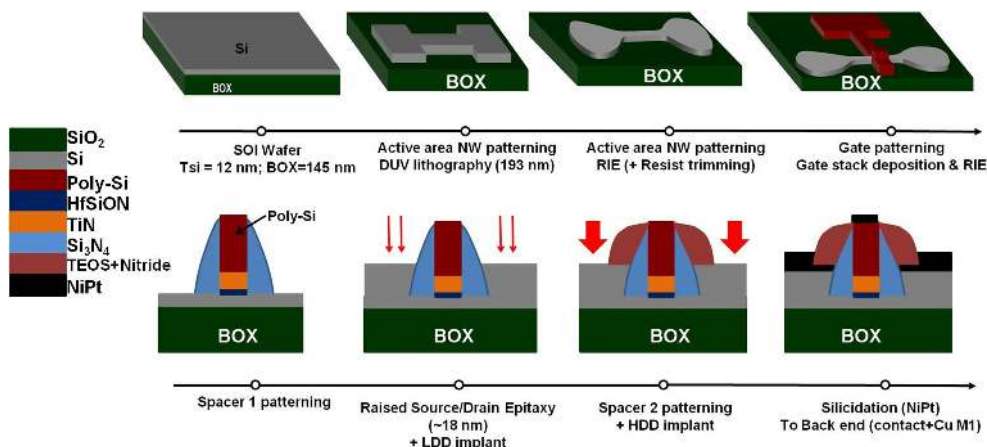 Si
BOX
BOX
BOX
BOX
SOI Wafer
Tsi = 12 nm; BOX=145 nm
Active area NW patterning
DUV lithography (193 nm)
Active area NW patterning
RIE (+ Resist trimming)
Gate patterning
Gate stack deposition & RIE
SiO2
Si
Poly-Si
HfSiON
TiN
Si3N4
TEOS+Nitride
NiPt
Poly-Si
BOX
BOX
BOX
BOX
Spacer 1 patterning
Raised Source/Drain Epitaxy
(~18 nm)
+ LDD implant
Spacer 2 patterning
+ HDD implant
Silicidation (NiPt)
To Back end (contact+Cu M1)